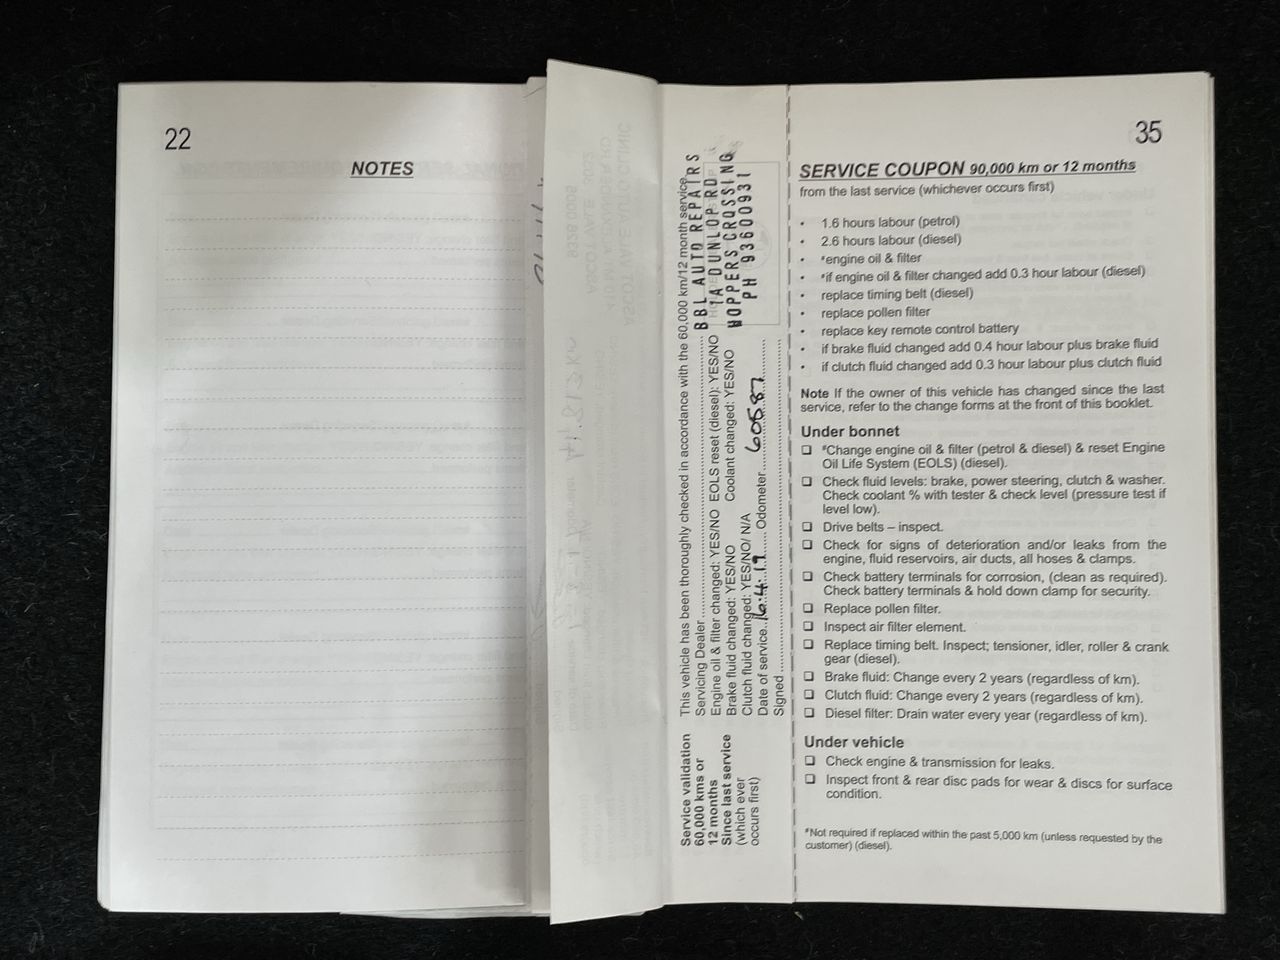 22
NOTES
Service validation
60,000 kms or
12 months
Since last service
(which ever
occurs first)
This vehicle has been thoroughly checked in accordance with the 60,000 km/12 month service.
Servicing Dealer
Engine oil & filter changed: YES/NO EOLS reset (diesel): YES/NO
Brake fluid changed: YES/NO Coolant changed: YES/NO
Clutch fluid changed: YES/NO/ N/A
Date of service 16.4.19 Odometer 60587
Signed
BBL AUTO REPAIRS
1A DUNLOP RD
HOPPERS CROSSING
PH 93600931
35
SERVICE COUPON 90,000 km or 12 months
from the last service (whichever occurs first)
• 1.6 hours labour (petrol)
• 2.6 hours labour (diesel)
• #engine oil & filter
• #if engine oil & filter changed add 0.3 hour labour (diesel)
• replace timing belt (diesel)
• replace pollen filter
• replace key remote control battery
• if brake fluid changed add 0.4 hour labour plus brake fluid
• if clutch fluid changed add 0.3 hour labour plus clutch fluid
Note If the owner of this vehicle has changed since the last
service, refer to the change forms at the front of this booklet.
Under bonnet
❏ #Change engine oil & filter (petrol & diesel) & reset Engine
Oil Life System (EOLS) (diesel).
❏ Check fluid levels: brake, power steering, clutch & washer.
Check coolant % with tester & check level (pressure test if
level low).
❏ Drive belts – inspect.
❏ Check for signs of deterioration and/or leaks from the
engine, fluid reservoirs, air ducts, all hoses & clamps.
❏ Check battery terminals for corrosion, (clean as required).
Check battery terminals & hold down clamp for security.
❏ Replace pollen filter.
❏ Inspect air filter element.
❏ Replace timing belt. Inspect; tensioner, idler, roller & crank
gear (diesel).
❏ Brake fluid: Change every 2 years (regardless of km).
❏ Clutch fluid: Change every 2 years (regardless of km).
❏ Diesel filter: Drain water every year (regardless of km).
Under vehicle
❏ Check engine & transmission for leaks.
❏ Inspect front & rear disc pads for wear & discs for surface
condition.
#Not required if replaced within the past 5,000 km (unless requested by the
customer) (diesel).